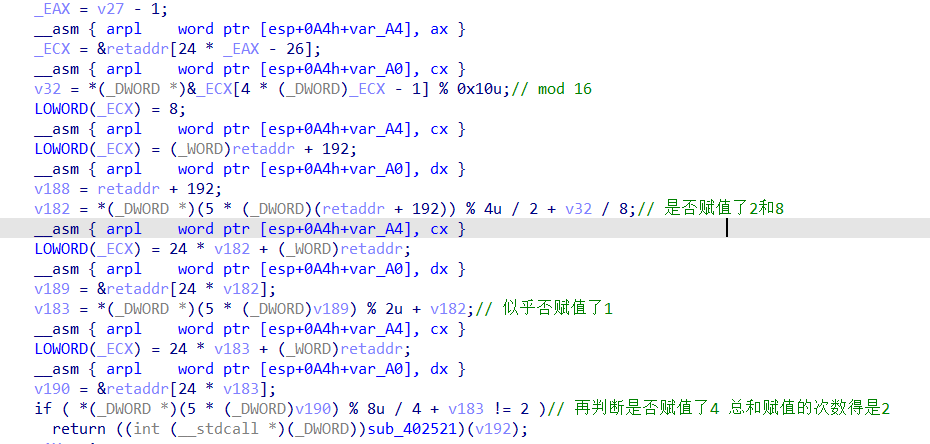 _EAX = v27 - 1;
__asm { arpl    word ptr [esp+0A4h+var_A4], ax }
_ECX = &retaddr[24 * _EAX - 26];
__asm { arpl    word ptr [esp+0A4h+var_A0], cx }
v32 = *(_DWORD *)&_ECX[4 * (_DWORD)_ECX - 1] % 0x10u;// mod 16
LOWORD(_ECX) = 8;
__asm { arpl    word ptr [esp+0A4h+var_A4], cx }
LOWORD(_ECX) = (_WORD)retaddr + 192;
__asm { arpl    word ptr [esp+0A4h+var_A0], dx }
v188 = retaddr + 192;
v182 = *(_DWORD *)(5 * (_DWORD)(retaddr + 192)) % 4u / 2 + v32 / 8;// 是否赋值了2和8
__asm { arpl    word ptr [esp+0A4h+var_A4], cx }
LOWORD(_ECX) = 24 * v182 + (_WORD)retaddr;
__asm { arpl    word ptr [esp+0A4h+var_A0], dx }
v189 = &retaddr[24 * v182];
v183 = *(_DWORD *)(5 * (_DWORD)v189) % 2u + v182;// 似乎否赋值了1
__asm { arpl    word ptr [esp+0A4h+var_A4], cx }
LOWORD(_ECX) = 24 * v183 + (_WORD)retaddr;
__asm { arpl    word ptr [esp+0A4h+var_A0], dx }
v190 = &retaddr[24 * v183];
if ( *(_DWORD *)(5 * (_DWORD)v190) % 8u / 4 + v183 != 2 )// 再判断是否赋值了4 总和赋值的次数得是2
return ((int (__stdcall *)(_DWORD))sub_402521)(v192);